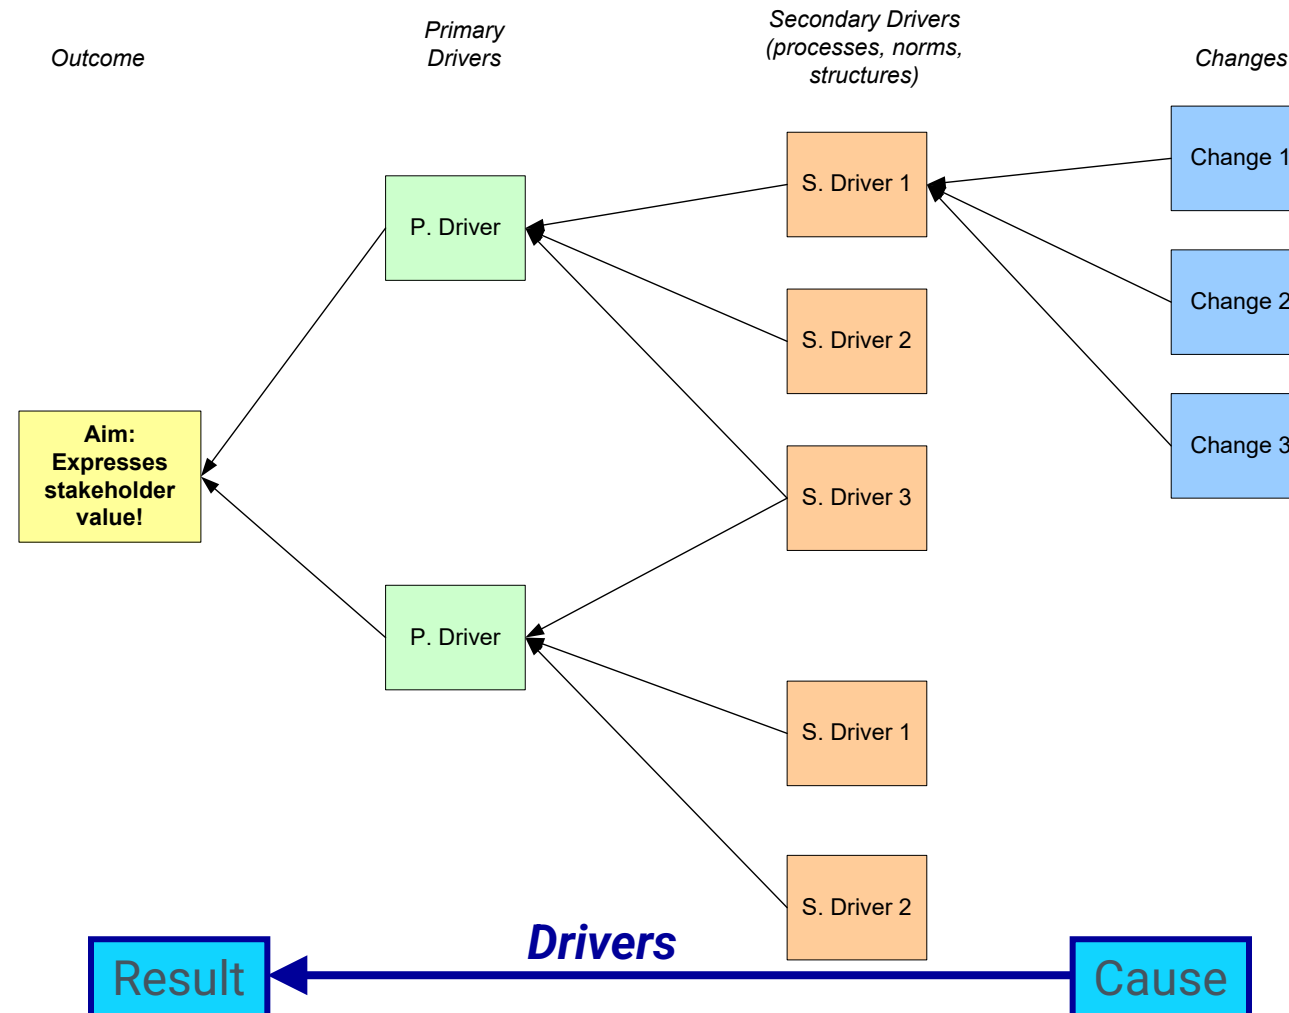 Outcome
Primary
Drivers
Secondary Drivers
(processes, norms,
structures)
Changes
Change 1
S. Driver 1
P. Driver
Change 2
S. Driver 2
Aim:
Expresses
stakeholder
value!
Change 3
S. Driver 3
P. Driver
S. Driver 1
S. Driver 2
Drivers
Result
Cause